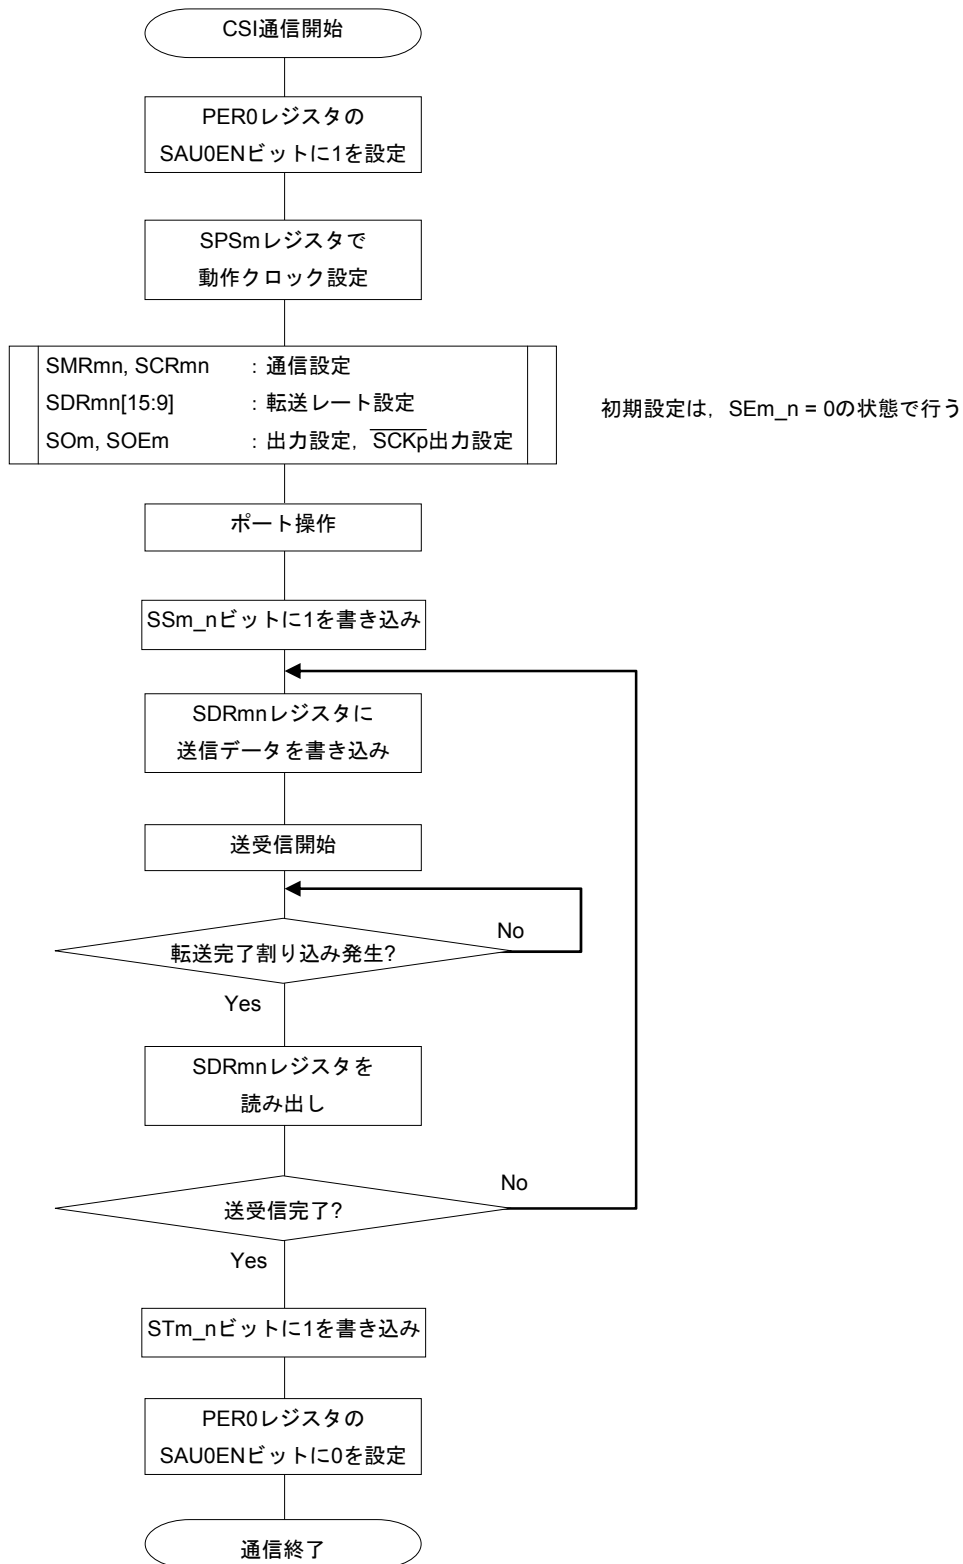 CSI通信開始
PER0レジスタの
SAU0ENビットに1を設定
SPSmレジスタで
動作クロック設定
SMRmn, SCRmn : 通信設定
SDRmn[15:9] : 転送レート設定
SOm, SOEm : 出力設定, SCKp出力設定
初期設定は, SEm_n = 0の状態で行う
ポート操作
SSm_nビットに1を書き込み
SDRmnレジスタに
送信データを書き込み
送受信開始
転送完了割り込み発生?
No
Yes
SDRmnレジスタを
読み出し
送受信完了?
No
Yes
STm_nビットに1を書き込み
PER0レジスタの
SAU0ENビットに0を設定
通信終了